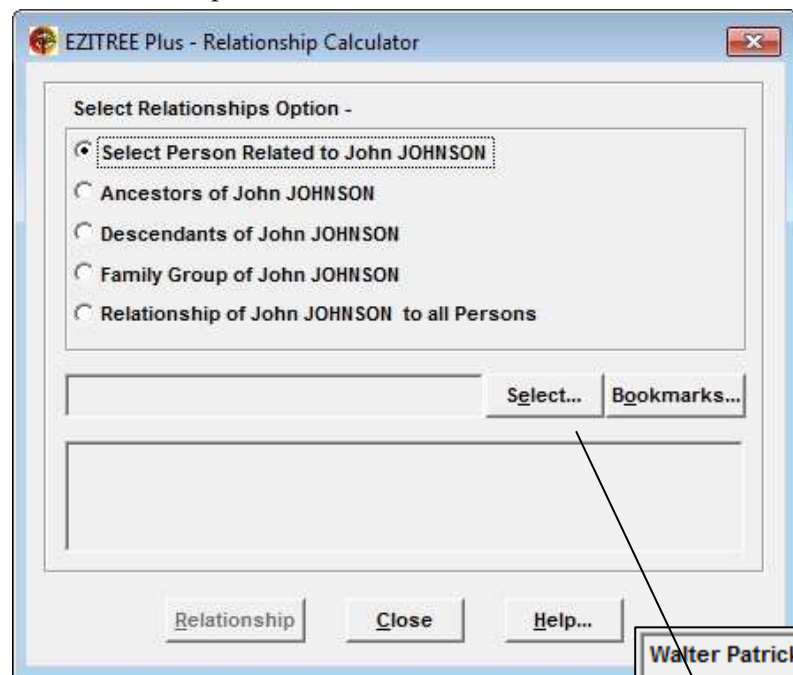 EZITREE Plus - Relationship Calculator
Select Relationships Option -
Select Person Related to John JOHNSON
Ancestors of John JOHNSON
Descendants of John JOHNSON
Family Group of John JOHNSON
Relationship of John JOHNSON to all Persons
Select... Bookmarks...
Relationship Close Help...
Walter Patrick